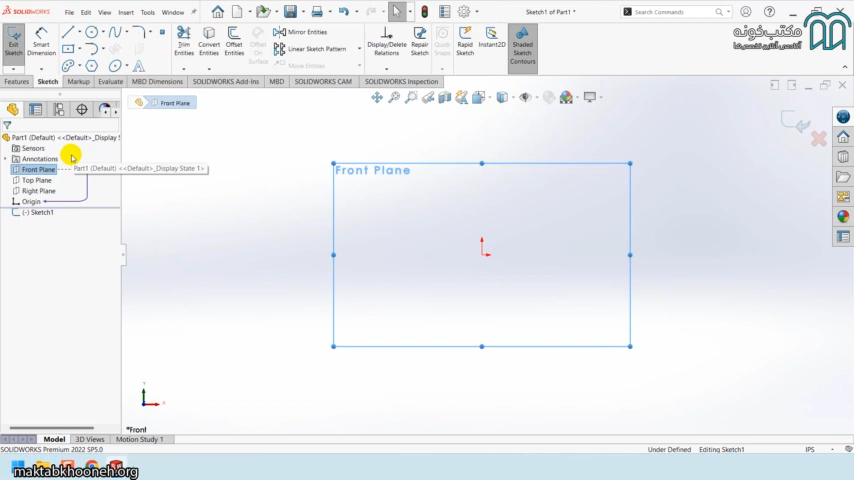 SOLIDWORKS File Edit View Insert Tools Window Sketch1 of Part1 * Search Commands
مکتب‌خونه
Exit Sketch Smart Dimension Trim Entities Convert Entities Offset Entities Offset On Surface Mirror Entities Linear Sketch Pattern Move Entities Display/Delete Relations Repair Sketch Quick Snaps Rapid Sketch Instant2D Shaded Sketch Contours
Features Sketch Markup Evaluate MBD Dimensions SOLIDWORKS Add-Ins MBD SOLIDWORKS CAM SOLIDWORKS Inspection
Front Plane
Part1 (Default) <<Default>_Display S
Sensors
Annotations
Front Plane
Part1 (Default) <<Default>_Display State 1>
Top Plane
Right Plane
Origin
(-) Sketch1
Front Plane
Y
X
*Front
Model 3D Views Motion Study 1
SOLIDWORKS Premium 2022 SP5.0 Under Defined Editing Sketch1 IPS
maktabkhooneh.org